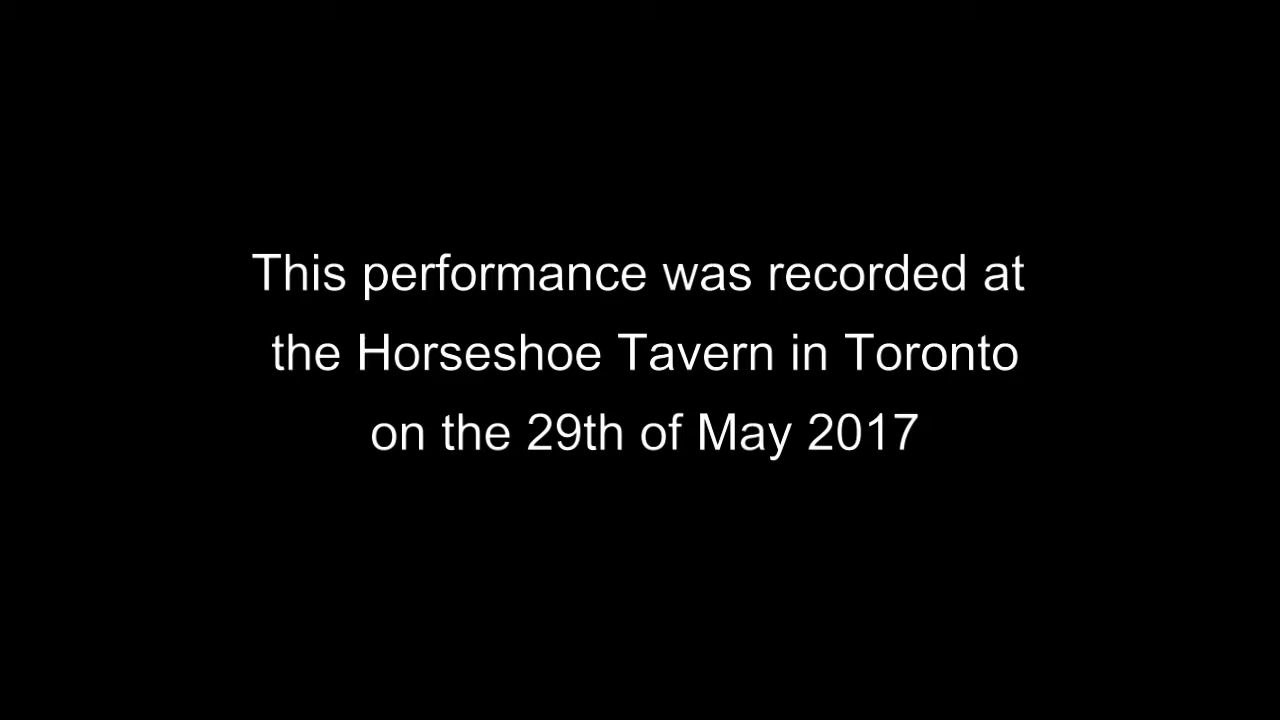 This performance was recorded at
the Horseshoe Tavern in Toronto
on the 29th of May 2017